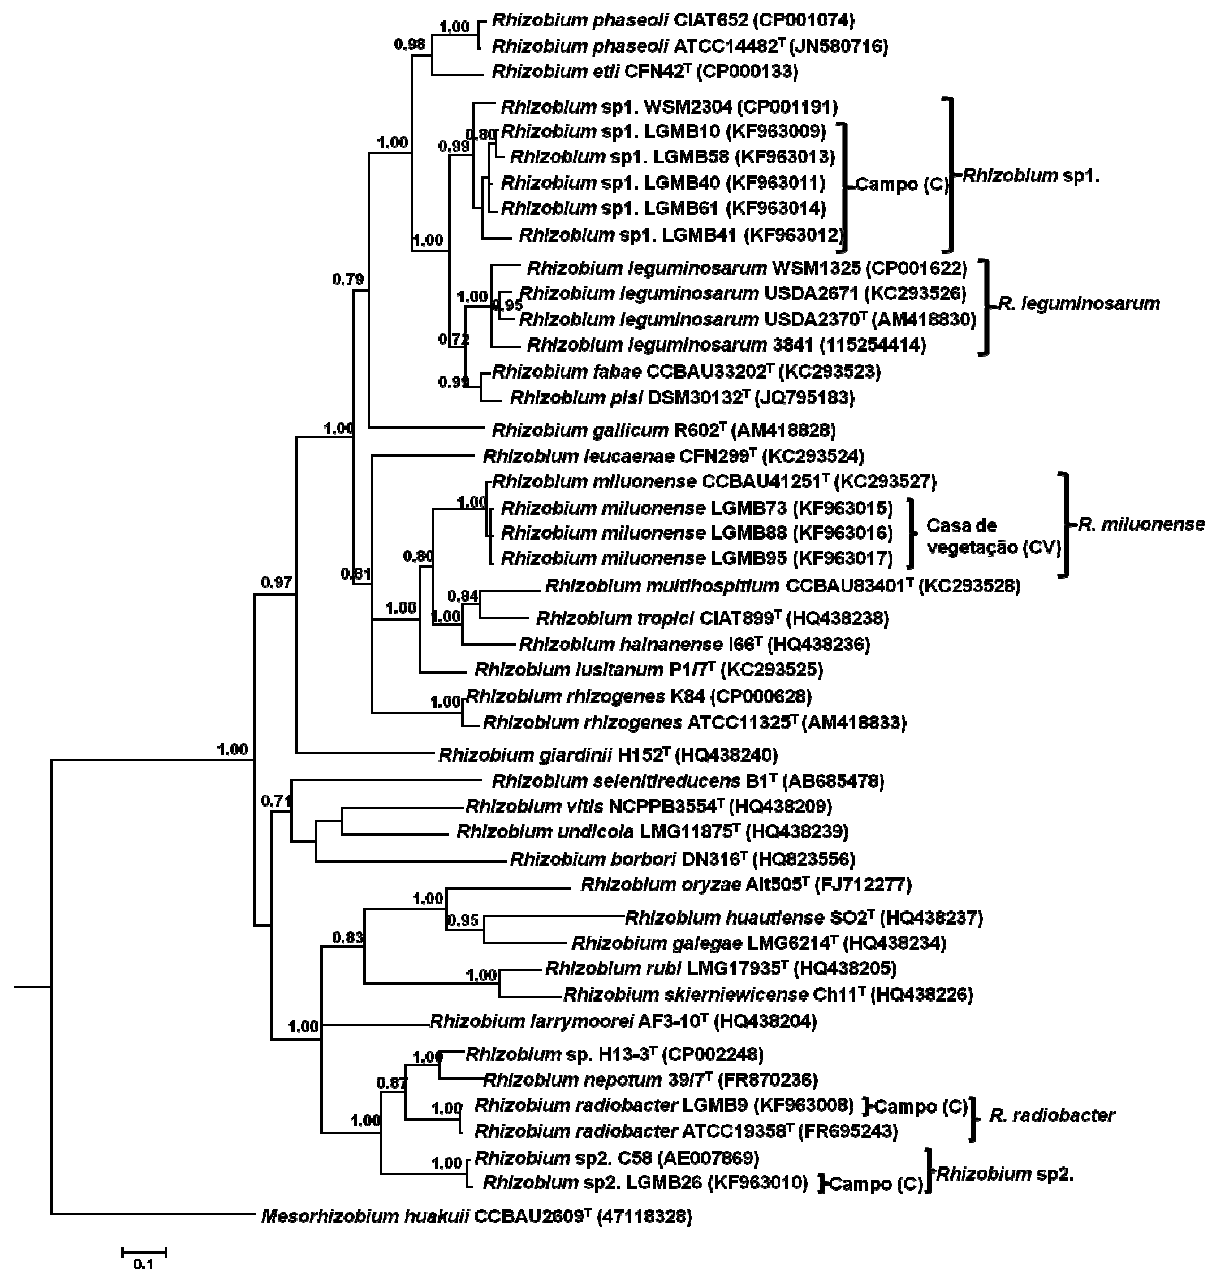 1.00
Rhizobium phaseoli CIAT652 (CP001074)
0.98
Rhizobium phaseoli ATCC14482T (JN580716)
Rhizobium etli CFN42T (CP000133)
Rhizobium sp1. WSM2304 (CP001191)
0.80
Rhizobium sp1. LGMB10 (KF963009)
1.00
0.99
Rhizobium sp1. LGMB58 (KF963013)
Rhizobium sp1.
Rhizobium sp1. LGMB40 (KF963011)
Campo (C)
Rhizobium sp1. LGMB61 (KF963014)
1.00
Rhizobium sp1. LGMB41 (KF963012)
Rhizobium leguminosarum WSM1325 (CP001622)
0.79
1.00
Rhizobium leguminosarum USDA2671 (KC293526)
0.95
R. leguminosarum
Rhizobium leguminosarum USDA2370T (AM418830)
0.72
Rhizobium leguminosarum 3841 (115254414)
Rhizobium fabae CCBAU33202T (KC293523)
0.99
Rhizobium pisi DSM30132T (JQ795183)
1.00
Rhizobium gallicum R602T (AM418828)
Rhizobium leucaenae CFN299T (KC293524)
Rhizobium miluonense CCBAU41251T (KC293527)
1.00
Rhizobium miluonense LGMB73 (KF963015)
Casa de
R. miluonense
Rhizobium miluonense LGMB88 (KF963016)
vegetação (CV)
0.80
Rhizobium miluonense LGMB95 (KF963017)
0.97
0.81
Rhizobium multihospitium CCBAU83401T (KC293528)
0.94
1.00
1.00
Rhizobium tropici CIAT899T (HQ438238)
Rhizobium hainanense I66T (HQ438236)
Rhizobium lusitanum P1/7T (KC293525)
1.00
Rhizobium rhizogenes K84 (CP000628)
Rhizobium rhizogenes ATCC11325T (AM418833)
1.00
Rhizobium giardinii H152T (HQ438240)
Rhizobium selenitireducens B1T (AB685478)
0.71
Rhizobium vitis NCPPB3554T (HQ438209)
Rhizobium undicola LMG11875T (HQ438239)
Rhizobium borbori DN316T (HQ823556)
Rhizobium oryzae Alt505T (FJ712277)
1.00
0.95
Rhizobium huautlense SO2T (HQ438237)
0.83
Rhizobium galegae LMG6214T (HQ438234)
1.00
Rhizobium rubi LMG17935T (HQ438205)
Rhizobium skierniewicense Ch11T (HQ438226)
1.00
Rhizobium larrymoorei AF3-10T (HQ438204)
1.00
Rhizobium sp. H13-3T (CP002248)
0.87
Rhizobium nepotum 39/7T (FR870236)
1.00
Rhizobium radiobacter LGMB9 (KF963008)
Campo (C)
R. radiobacter
1.00
Rhizobium radiobacter ATCC19358T (FR695243)
1.00
Rhizobium sp2. C58 (AE007869)
Rhizobium sp2.
Rhizobium sp2. LGMB26 (KF963010)
Campo (C)
Mesorhizobium huakuii CCBAU2609T (47118328)
0.1